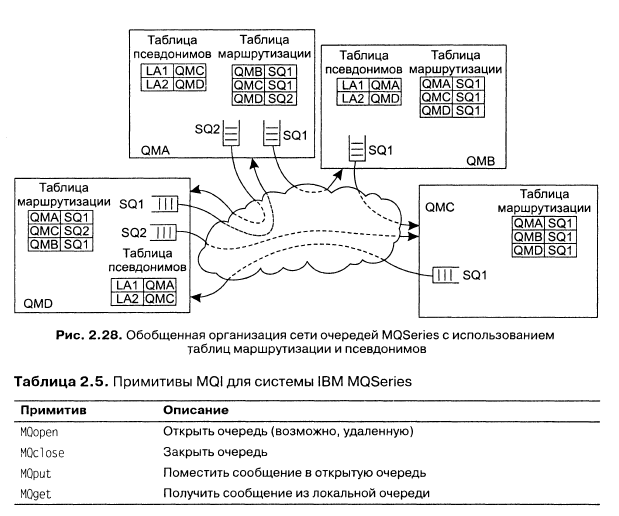 Таблица псевдонимов
LA1 QMC
LA2 QMD
Таблица маршрутизации
QMB SQ1
QMC SQ1
QMD SQ2
SQ2
SQ1
QMA
Таблица псевдонимов
LA1 QMA
LA2 QMD
Таблица маршрутизации
QMA SQ1
QMC SQ1
QMD SQ1
SQ1
QMB
Таблица маршрутизации
QMA SQ1
QMC SQ2
QMB SQ1
SQ1
SQ2
Таблица псевдонимов
LA1 QMA
LA2 QMC
QMD
QMC
Таблица маршрутизации
QMA SQ1
QMB SQ1
QMD SQ1
SQ1
Рис. 2.28. Обобщенная организация сети очередей MQSeries с использованием
таблиц маршрутизации и псевдонимов
Таблица 2.5. Примитивы MQI для системы IBM MQSeries
Примитив Описание
MQopen Открыть очередь (возможно, удаленную)
MQclose Закрыть очередь
MQput Поместить сообщение в открытую очередь
MQget Получить сообщение из локальной очереди